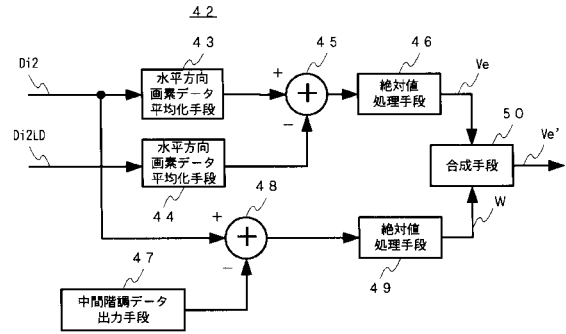 42
43
45
46
Di2
水平方向
画素データ
平均化手段
+
+
−
絶対値
処理手段
Ve
50
Di2LD
水平方向
画素データ
平均化手段
44
合成手段
Ve'
48
+
+
−
絶対値
処理手段
49
W
47
中間階調データ
出力手段